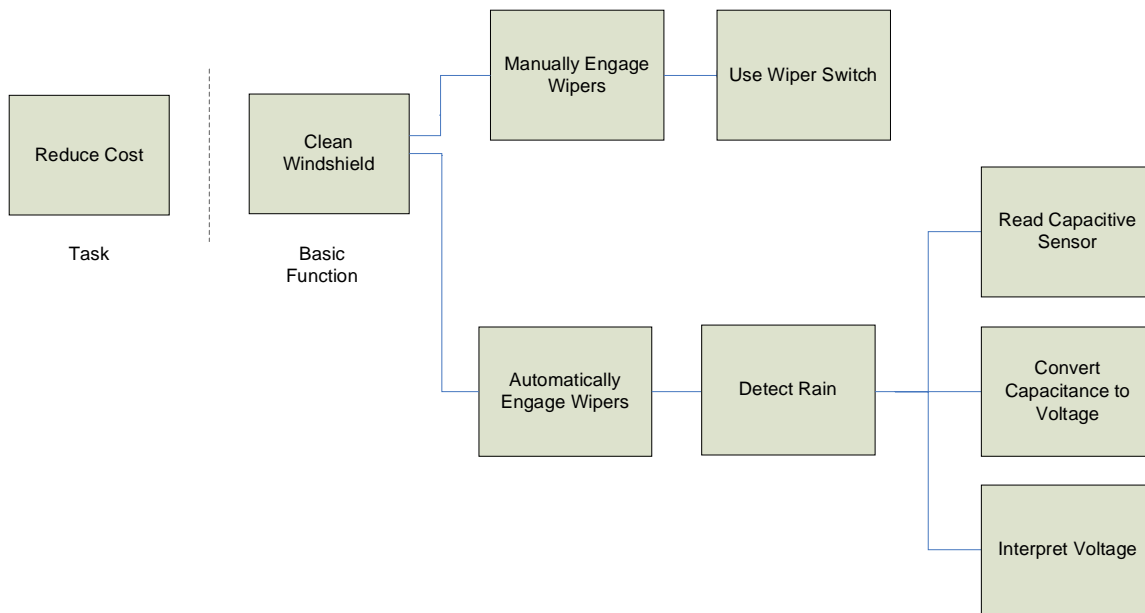 Manually Engage
Wipers
Use Wiper Switch
Reduce Cost
Clean
Windshield
Task
Basic
Function
Read Capacitive
Sensor
Automatically
Engage Wipers
Detect Rain
Convert
Capacitance to
Voltage
Interpret Voltage